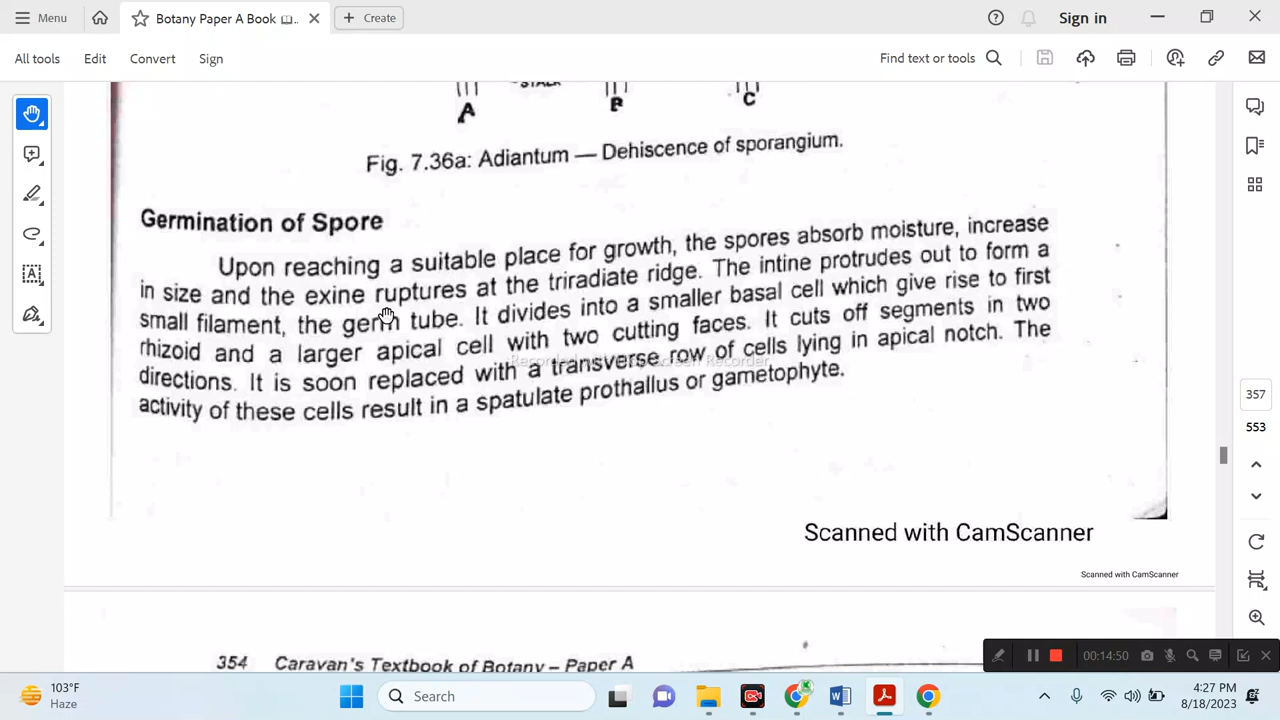 Menu
Botany Paper A Book
Create
Sign in
All tools
Edit
Convert
Sign
Find text or tools
STALK
A
B
C
Fig. 7.36a: Adiantum — Dehiscence of sporangium.
Germination of Spore
Upon reaching a suitable place for growth, the spores absorb moisture, increase
in size and the exine ruptures at the triradiate ridge. The intine protrudes out to form a
small filament, the germ tube. It divides into a smaller basal cell which give rise to first
rhizoid and a larger apical cell with two cutting faces. It cuts off segments in two
directions. It is soon replaced with a transverse row of cells lying in apical notch. The
activity of these cells result in a spatulate prothallus or gametophyte.
Recorder
Scanned with CamScanner
Scanned with CamScanner
354 Caravan's Textbook of Botany – Paper A
357
553
00:14:50
103°F
Haze
Search
4:27 PM
8/18/2023